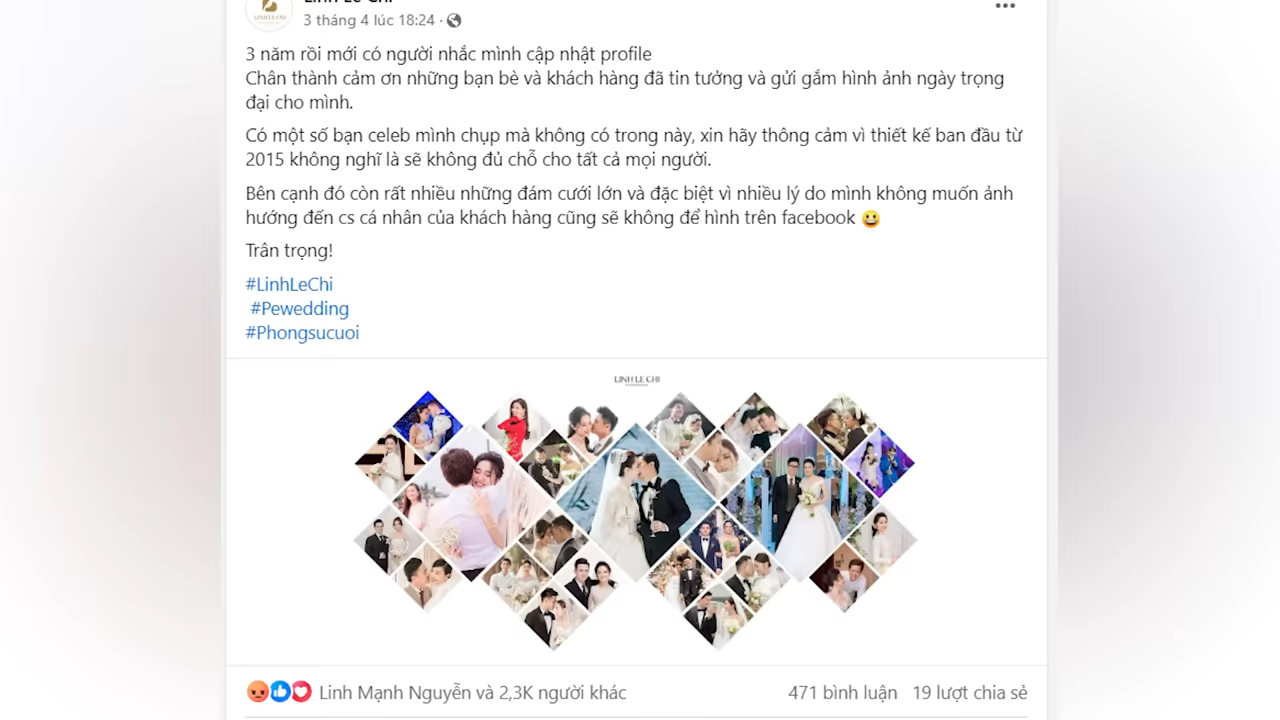 Linh Le Chi
3 tháng 4 lúc 18:24 ·
3 năm rồi mới có người nhắc mình cập nhật profile
Chân thành cảm ơn những bạn bè và khách hàng đã tin tưởng và gửi gắm hình ảnh ngày trọng
đại cho mình.
Có một số bạn celeb mình chụp mà không có trong này, xin hãy thông cảm vì thiết kế ban đầu từ
2015 không nghĩ là sẽ không đủ chỗ cho tất cả mọi người.
Bên cạnh đó còn rất nhiều những đám cưới lớn và đặc biệt vì nhiều lý do mình không muốn ảnh
hướng đến cs cá nhân của khách hàng cũng sẽ không để hình trên facebook 😀
Trân trọng!
#LinhLeChi
#Pewedding
#Phongsucuoi
LINH LE CHI
Linh Mạnh Nguyễn và 2,3K người khác
471 bình luận 19 lượt chia sẻ